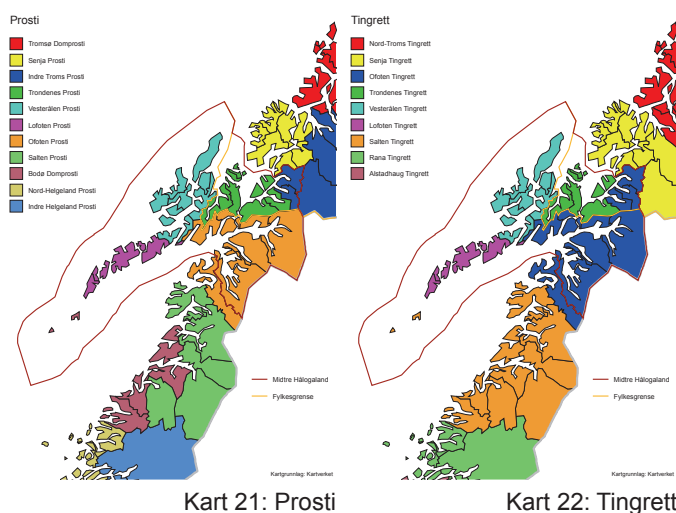 Prosti
Tromsø Domprosti
Senja Prosti
Indre Troms Prosti
Trondenes Prosti
Vesterålen Prosti
Lofoten Prosti
Ofoten Prosti
Salten Prosti
Bodø Domprosti
Nord-Helgeland Prosti
Indre Helgeland Prosti
Midtre Hålogaland
Fylkesgrense
Kartgrunnlag: Kartverket
Kart 21: Prosti
Tingrett
Nord-Troms Tingrett
Senja Tingrett
Ofoten Tingrett
Trondenes Tingrett
Vesterålen Tingrett
Lofoten Tingrett
Salten Tingrett
Rana Tingrett
Alstadhaug Tingrett
Midtre Hålogaland
Fylkesgrense
Kartgrunnlag: Kartverket
Kart 22: Tingrett